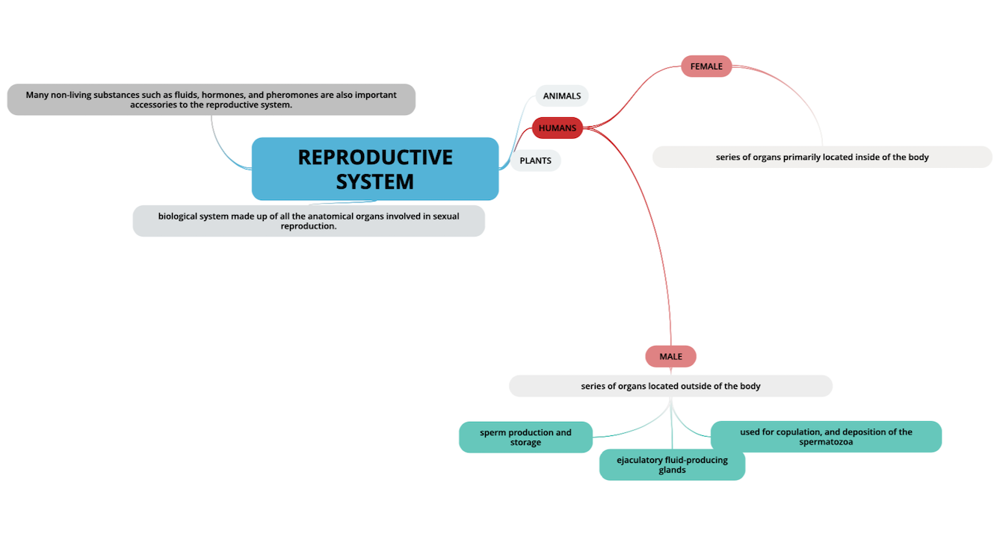 FEMALE
Many non-living substances such as fluids, hormones, and pheromones are also important
accessories to the reproductive system.
ANIMALS
HUMANS
REPRODUCTIVE
SYSTEM
PLANTS
series of organs primarily located inside of the body
biological system made up of all the anatomical organs involved in sexual
reproduction.
MALE
series of organs located outside of the body
sperm production and
storage
used for copulation, and deposition of the
spermatozoa
ejaculatory fluid-producing
glands